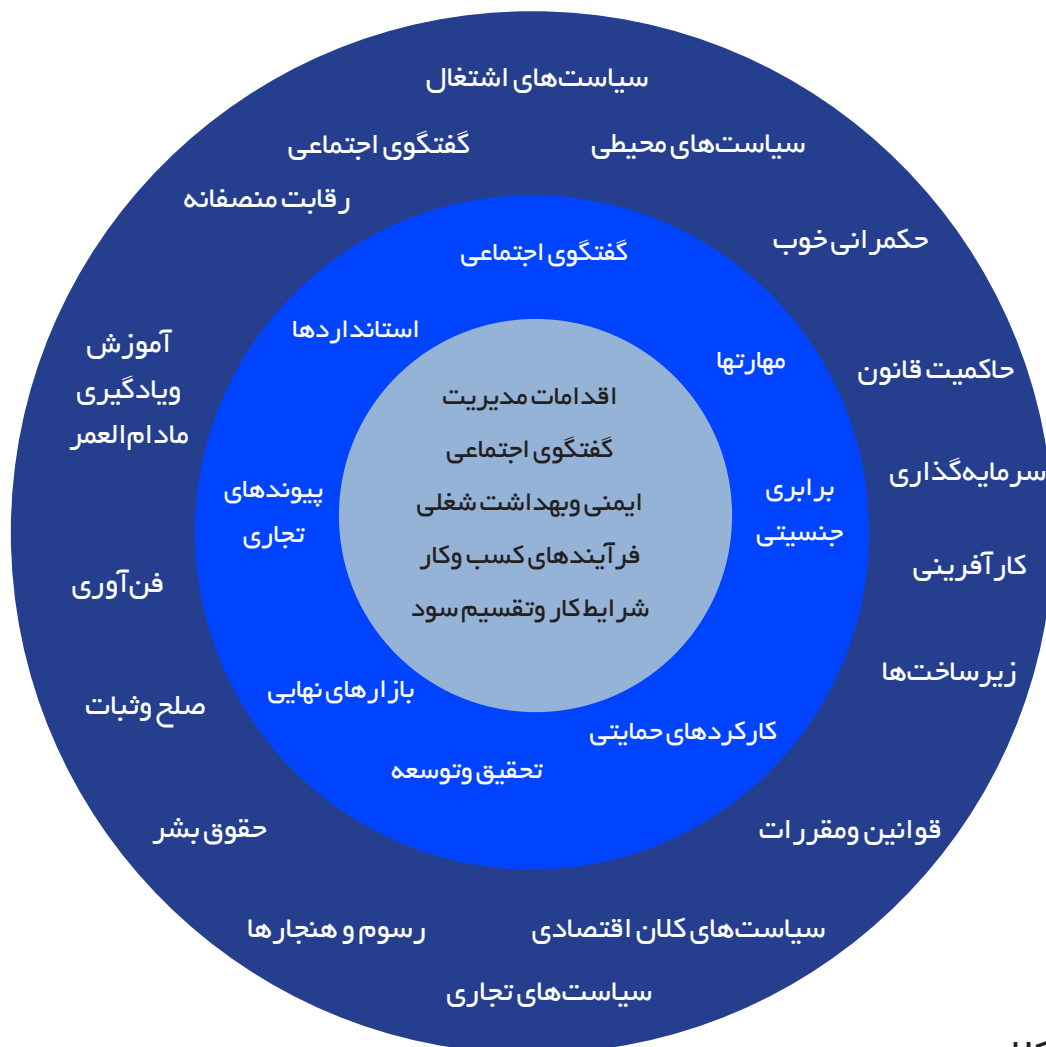 سیاست‌های اشتغال
سیاست‌های محیطی
گفتگوی اجتماعی
رقابت منصفانه
حکمرانی خوب
گفتگوی اجتماعی
استانداردها
آموزش
ویادگیری
مادام‌العمر
مهارتها
حاکمیت قانون
اقدامات مدیریت
گفتگوی اجتماعی
ایمنی وبهداشت شغلی
فرآیندهای کسب وکار
شرایط کار وتقسیم سود
سرمایه‌گذاری
برابری
جنسیتی
پیوندهای
تجاری
کارآفرینی
فن‌آوری
زیرساخت‌ها
بازارهای نهایی
صلح وثبات
کارکردهای حمایتی
تحقیق وتوسعه
قوانین ومقررات
حقوق بشر
سیاست‌های کلان اقتصادی
رسوم و هنجارها
سیاست‌های تجاری